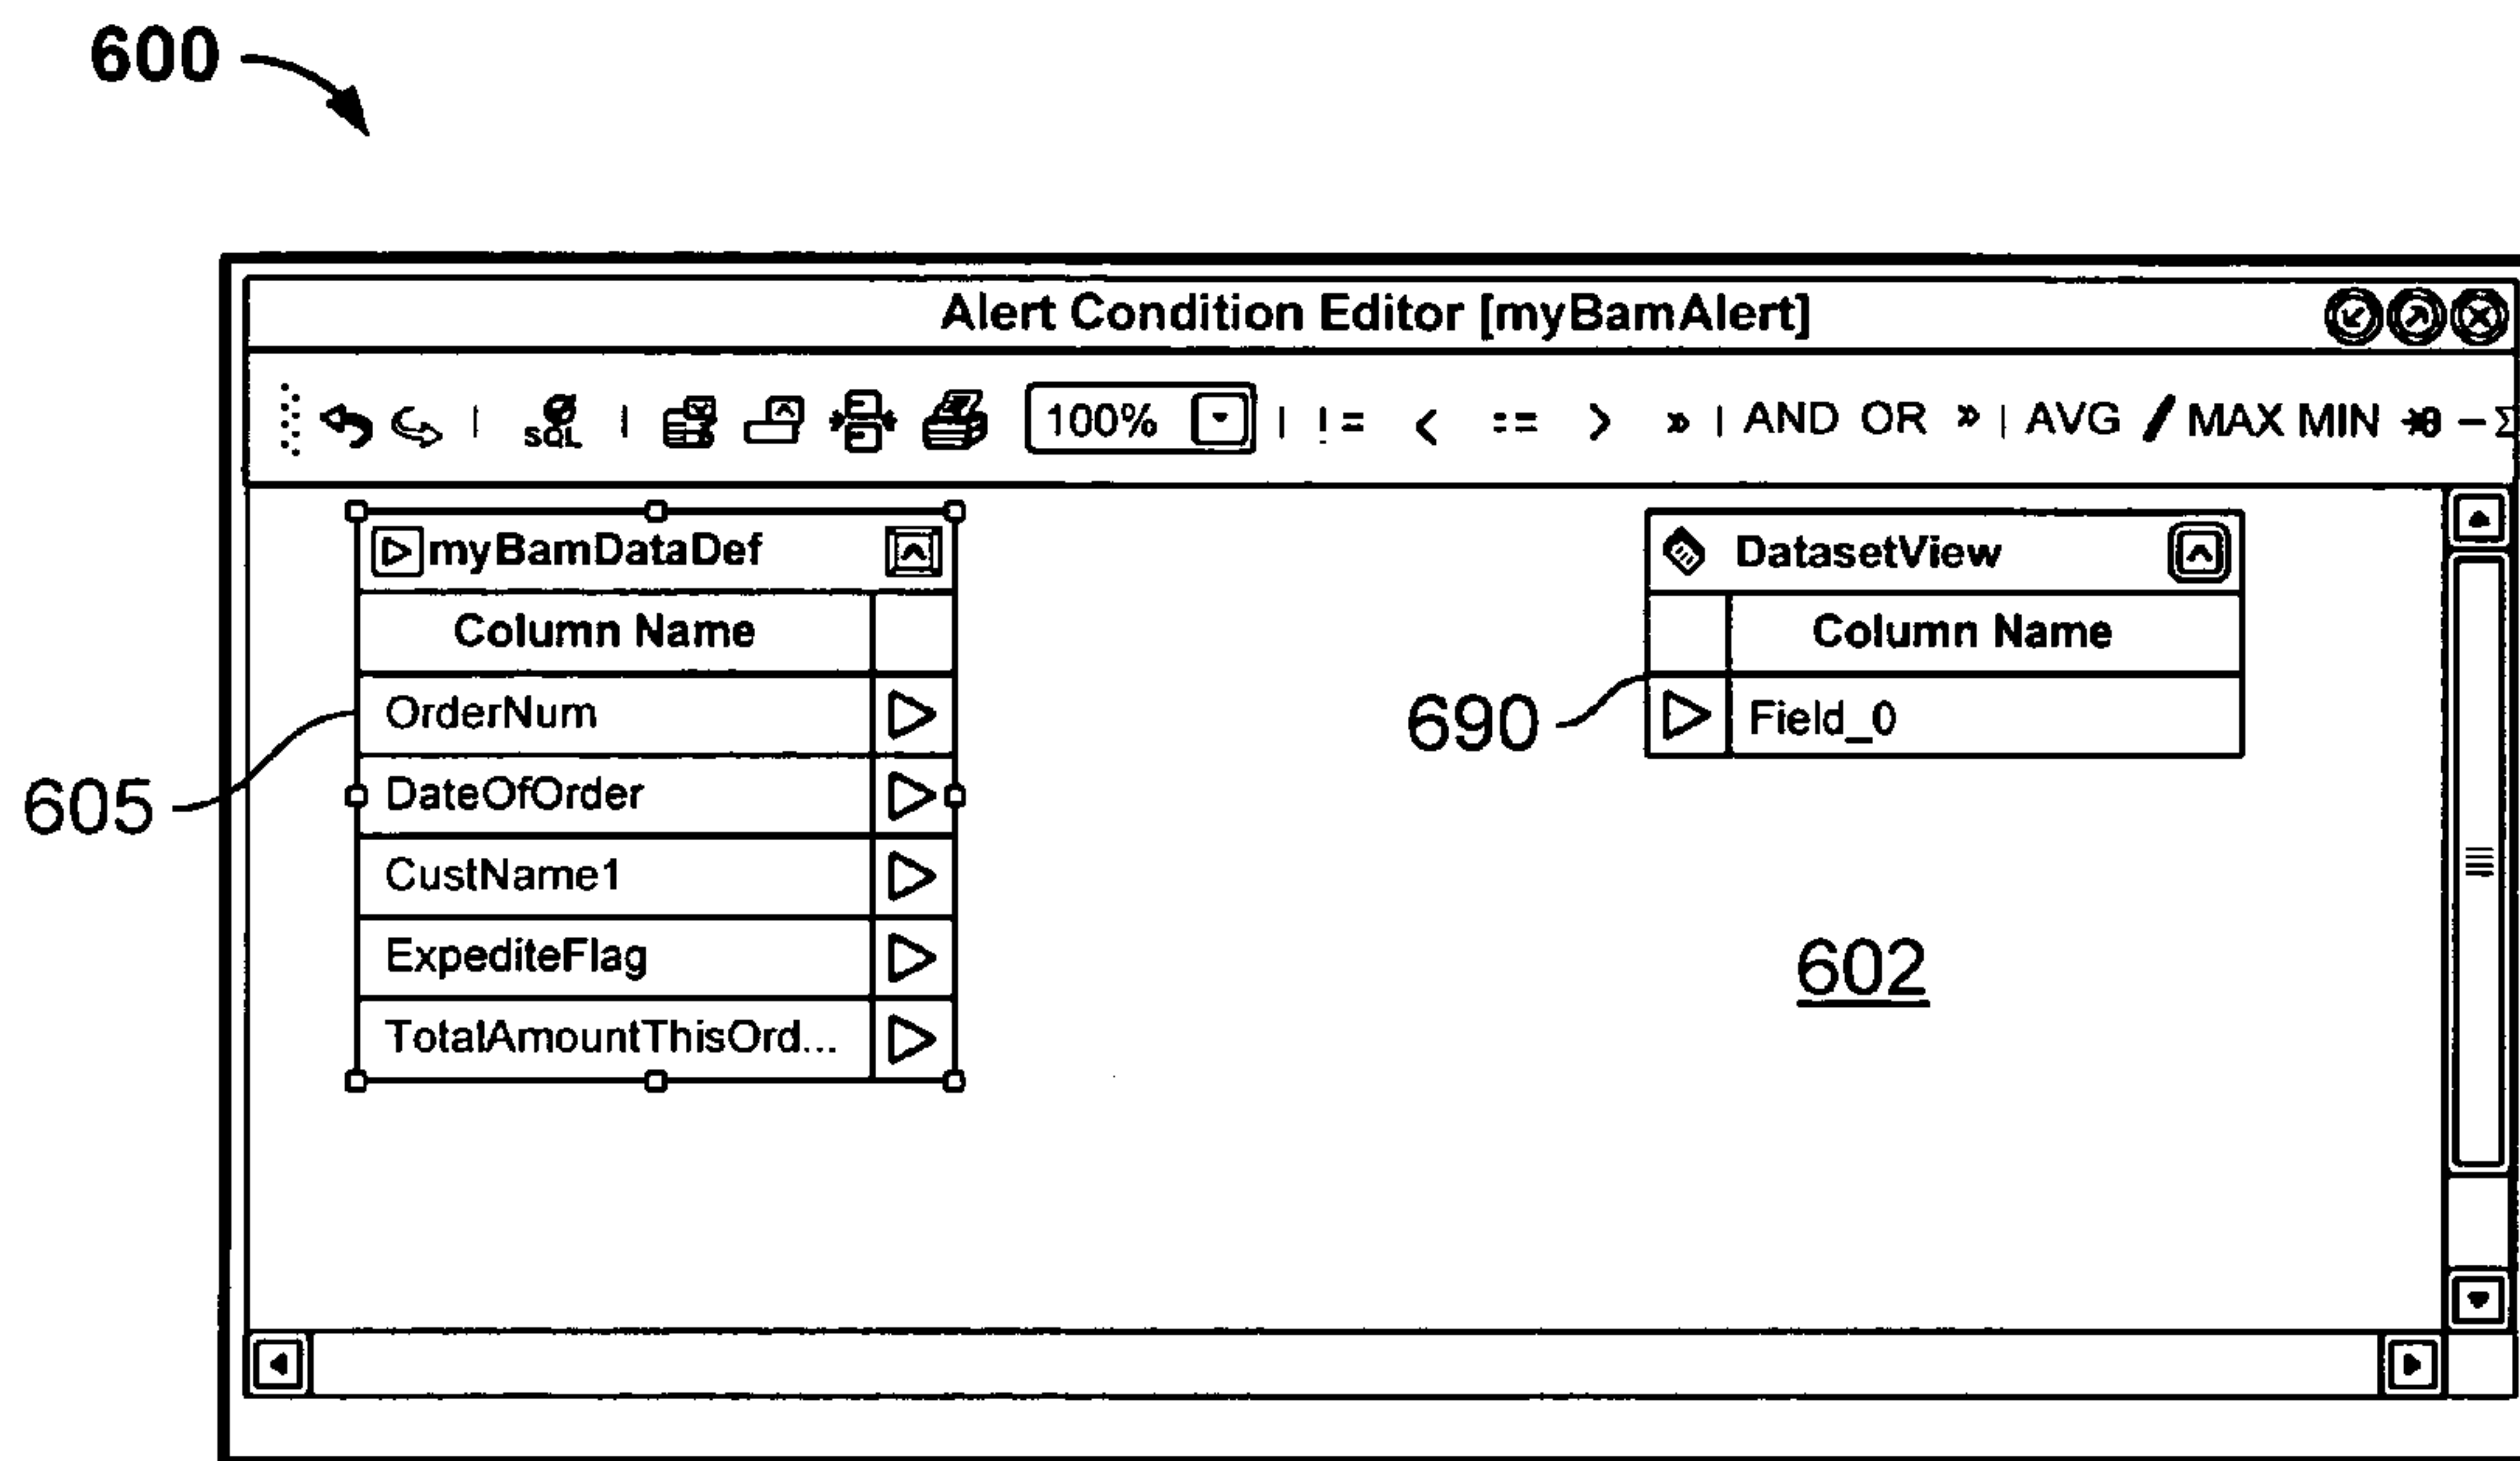 600
Alert Condition Editor [myBamAlert]
SQL 100% != < == > » AND OR » AVG / MAX MIN − Σ
myBamDataDef
DatasetView
Column Name
Column Name
OrderNum
690
Field_0
605
DateOfOrder
CustName1
ExpediteFlag
602
TotalAmountThisOrd...